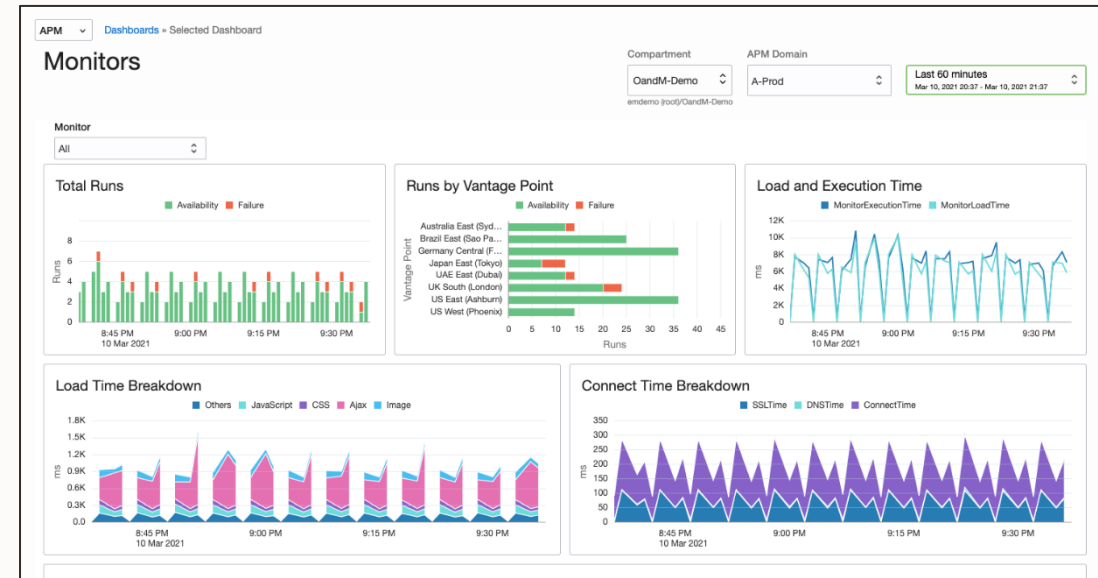 APM
Dashboards » Selected Dashboard
Monitors
Compartment
APM Domain
OandM-Demo
A-Prod
Last 60 minutes
Mar 10, 2021 20:37 - Mar 10, 2021 21:37
emdemo (root)/OandM-Demo
Monitor
All
Total Runs
Availability Failure
Runs
8
6
4
2
0
8:45 PM 9:00 PM 9:15 PM 9:30 PM
10 Mar 2021
Runs by Vantage Point
Availability Failure
Vantage Point
Australia East (Syd...
Brazil East (Sao Pa...
Germany Central (F...
Japan East (Tokyo)
UAE East (Dubai)
UK South (London)
US East (Ashburn)
US West (Phoenix)
0 5 10 15 20 25 30 35 40 45
Runs
Load and Execution Time
MonitorExecutionTime MonitorLoadTime
ms
12K
10K
8K
6K
4K
2K
0
8:45 PM 9:00 PM 9:15 PM 9:30 PM
10 Mar 2021
Load Time Breakdown
Others JavaScript CSS Ajax Image
ms
1.8K
1.5K
1.2K
0.9K
0.6K
0.3K
0.0
8:45 PM 9:00 PM 9:15 PM 9:30 PM
10 Mar 2021
Connect Time Breakdown
SSLTime DNSTime ConnectTime
ms
350
300
250
200
150
100
50
0
8:45 PM 9:00 PM 9:15 PM 9:30 PM
10 Mar 2021